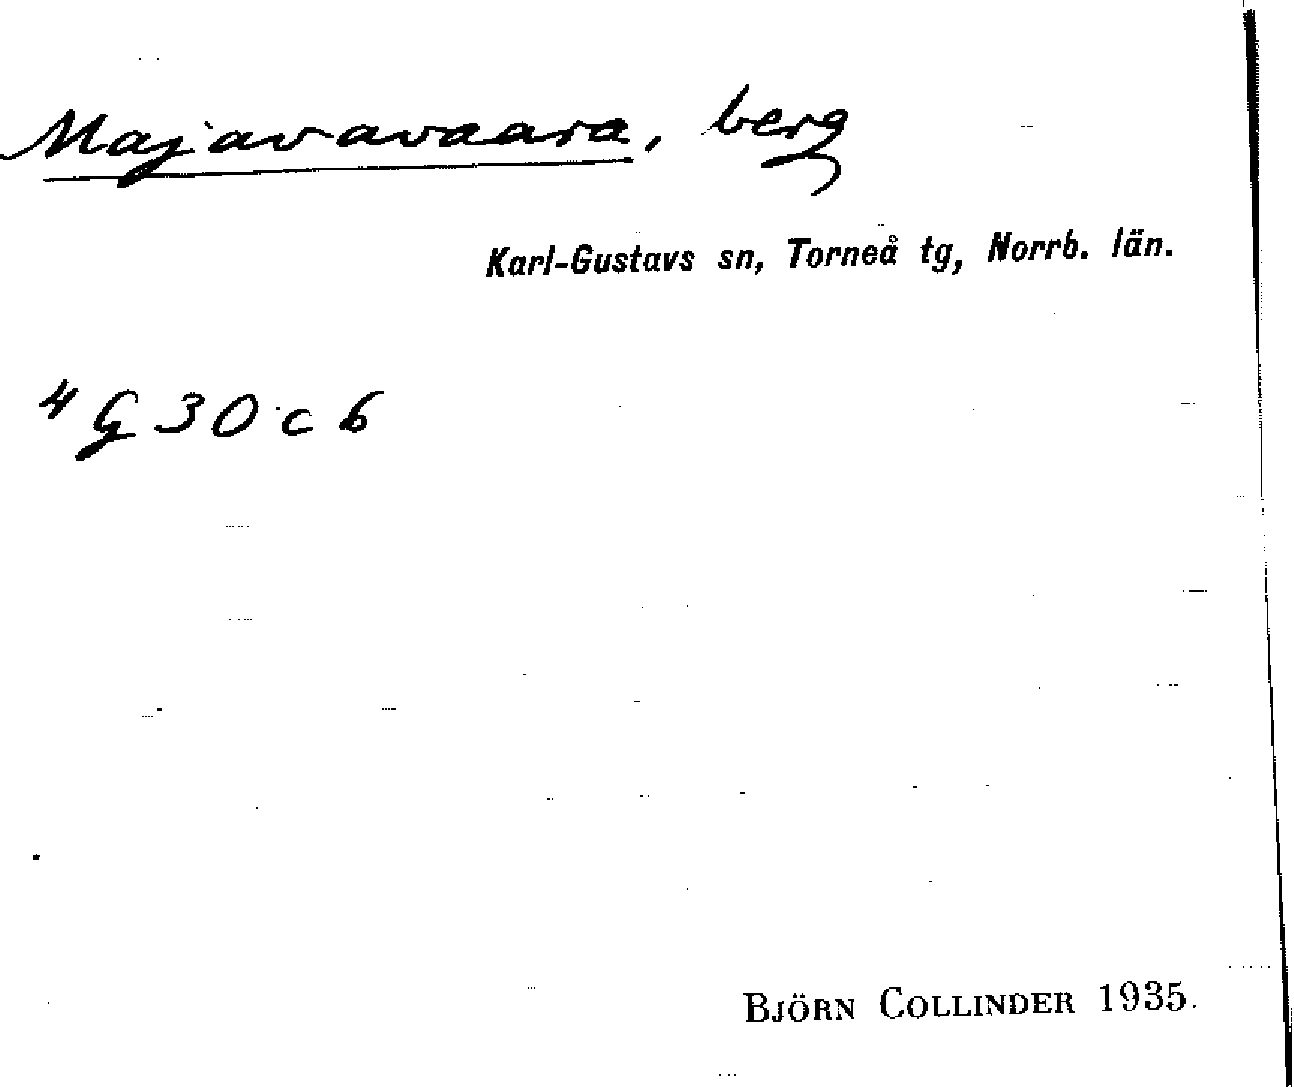 Majavavaara, berg
Karl-Gustavs sn, Torneå tg, Norrb. län.
4 G 30 c 6
BJÖRN COLLINDER 1935.